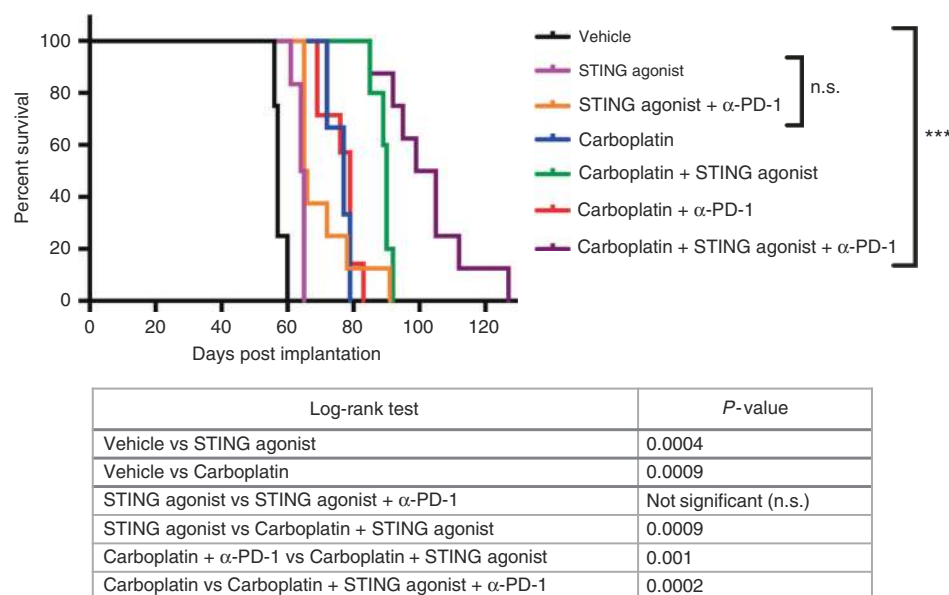 100
80
60
40
20
0
Percent survival
0 20 40 60 80 100 120
Days post implantation
Vehicle
STING agonist
STING agonist + α-PD-1
Carboplatin
Carboplatin + STING agonist
Carboplatin + α-PD-1
Carboplatin + STING agonist + α-PD-1
n.s.
***
Log-rank test P-value
Vehicle vs STING agonist 0.0004
Vehicle vs Carboplatin 0.0009
STING agonist vs STING agonist + α-PD-1 Not significant (n.s.)
STING agonist vs Carboplatin + STING agonist 0.0009
Carboplatin + α-PD-1 vs Carboplatin + STING agonist 0.001
Carboplatin vs Carboplatin + STING agonist + α-PD-1 0.0002